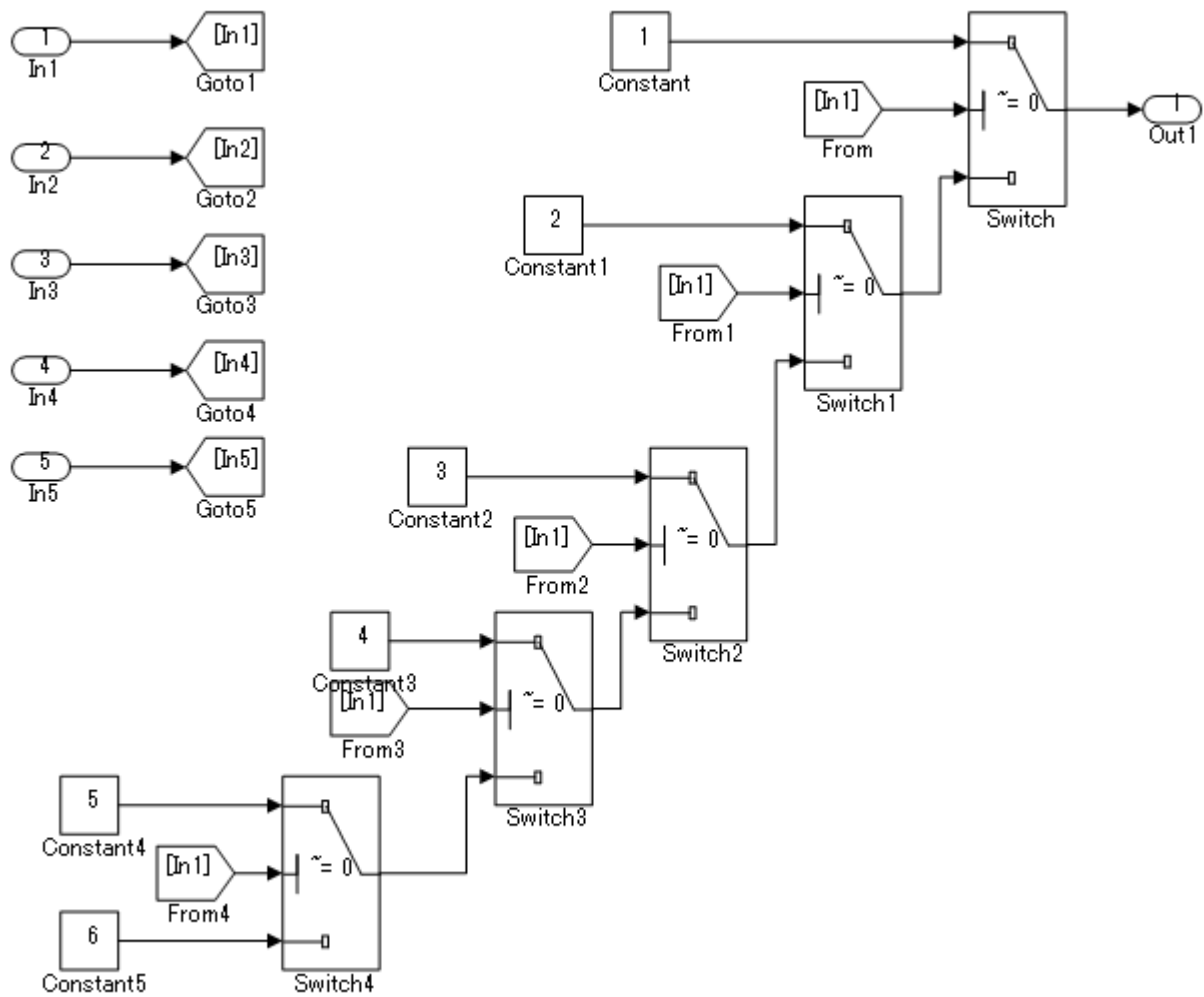 1
In1
[In1]
Goto1
2
In2
[In2]
Goto2
3
In3
[In3]
Goto3
4
In4
[In4]
Goto4
5
In5
[In5]
Goto5
1
Constant
[In1]
From
~= 0
Switch
1
Out1
2
Constant1
[In1]
From1
~= 0
Switch1
3
Constant2
[In1]
From2
~= 0
Switch2
4
Constant3
[In1]
From3
~= 0
Switch3
5
Constant4
[In1]
From4
~= 0
6
Constant5
Switch4